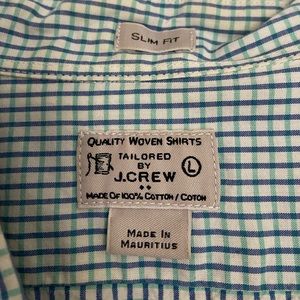 SLIM FIT
QUALITY WOVEN SHIRTS
TAILORED
BY
J.CREW
L
MADE OF 100% COTTON / COTON
MADE IN
MAURITIUS